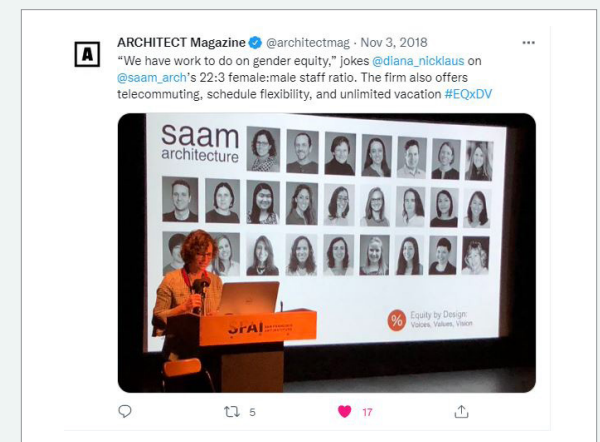 A
ARCHITECT Magazine @architectmag · Nov 3, 2018
“We have work to do on gender equity,” jokes @diana_nicklaus on
@saam_arch’s 22:3 female:male staff ratio. The firm also offers
telecommuting, schedule flexibility, and unlimited vacation #EQxDV
saam
architecture
SFAI
%
Equity by Design:
Voices, Values, Vision
5
17